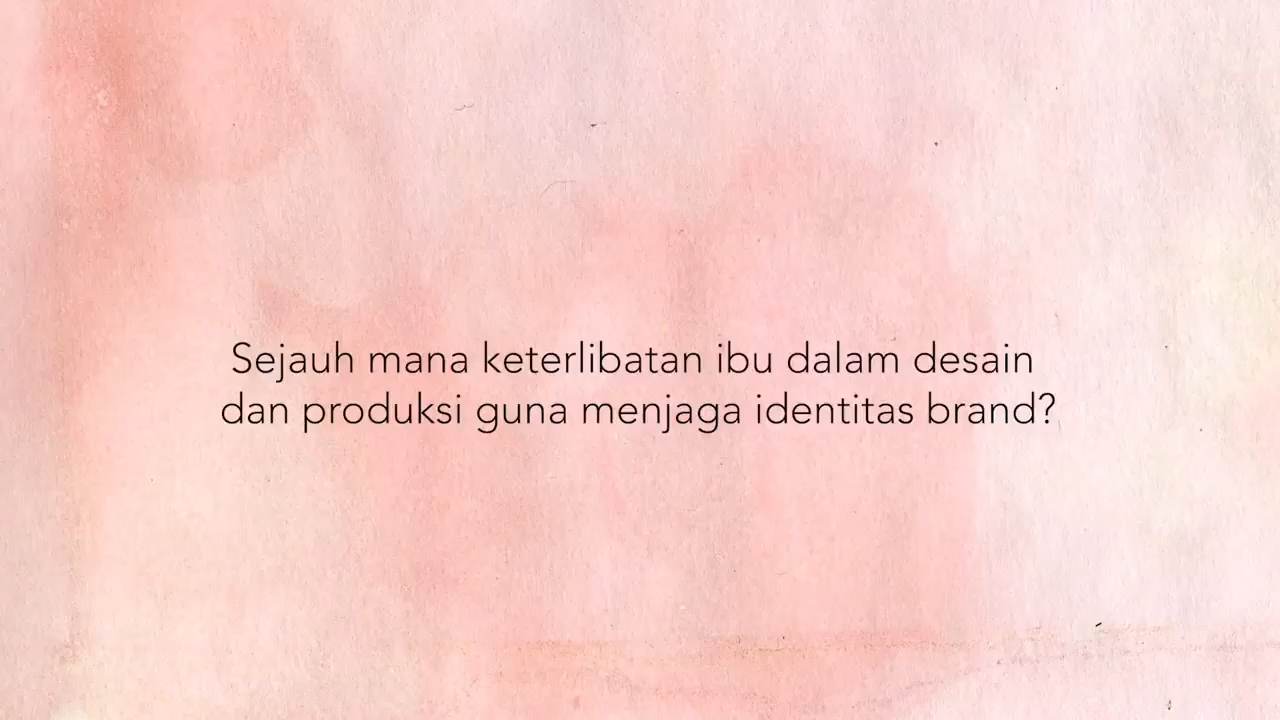 Sejauh mana keterlibatan ibu dalam desain
dan produksi guna menjaga identitas brand?